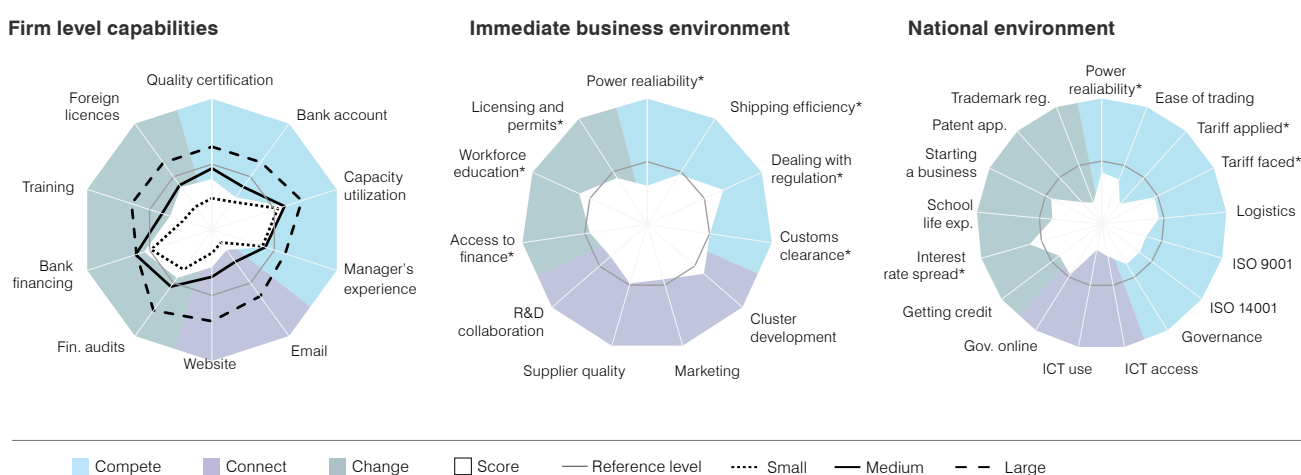 Firm level capabilities
Immediate business environment
National environment
Quality certification
Bank account
Capacity
utilization
Manager's
experience
Email
Website
Fin. audits
Bank
financing
Training
Foreign
licences
Power realiability*
Shipping efficiency*
Dealing with
regulation*
Customs
clearance*
Cluster
development
Marketing
Supplier quality
R&D
collaboration
Access to
finance*
Workforce
education*
Licensing and
permits*
Power
realiability*
Ease of trading
Tariff applied*
Tariff faced*
Logistics
ISO 9001
ISO 14001
Governance
ICT access
ICT use
Gov. online
Getting credit
Interest
rate spread*
School
life exp.
Starting
a business
Patent app.
Trademark reg.
Compete
Connect
Change
Score
Reference level
Small
Medium
Large